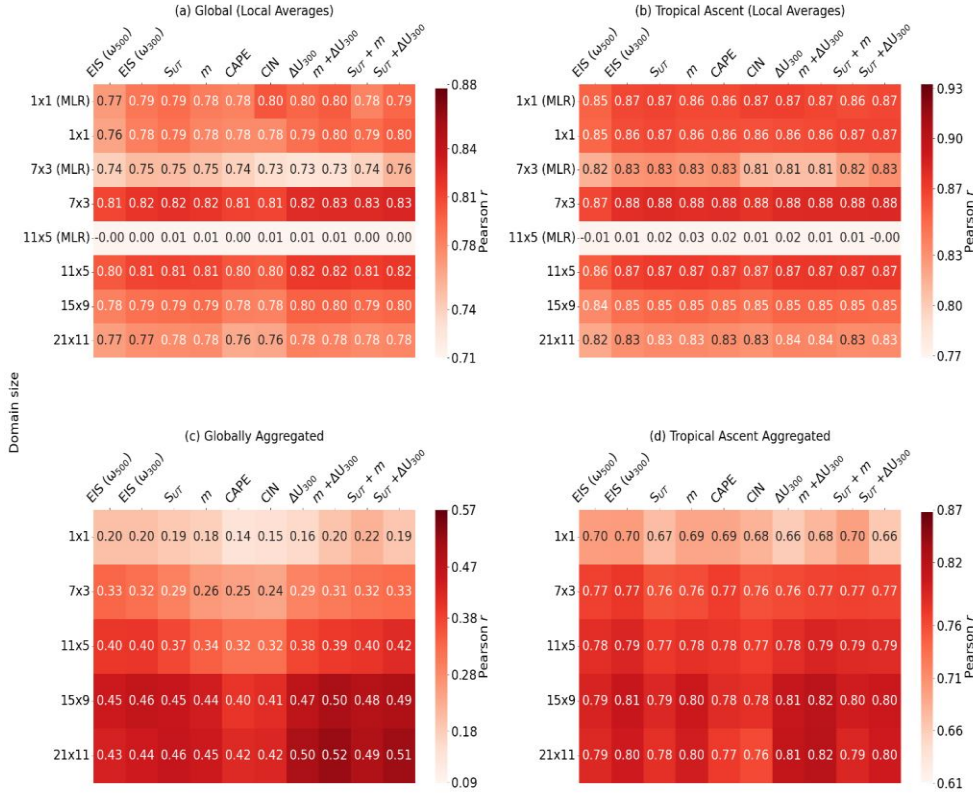 (a) Global (Local Averages)
EIS (ω500) EIS (ω300) SUT m CAPE CIN ΔU300 m +ΔU300 SUT + m SUT +ΔU300
1x1 (MLR) 0.77 0.79 0.79 0.78 0.78 0.80 0.80 0.80 0.78 0.79
1x1 0.76 0.78 0.79 0.78 0.78 0.78 0.79 0.80 0.79 0.80
7x3 (MLR) 0.74 0.75 0.75 0.75 0.74 0.73 0.73 0.73 0.74 0.76
7x3 0.81 0.82 0.82 0.82 0.81 0.81 0.82 0.83 0.83 0.83
11x5 (MLR) -0.00 0.00 0.01 0.01 0.00 0.01 0.01 0.01 0.00 0.00
11x5 0.80 0.81 0.81 0.81 0.80 0.80 0.82 0.82 0.81 0.82
15x9 0.78 0.79 0.79 0.79 0.78 0.78 0.80 0.80 0.79 0.80
21x11 0.77 0.77 0.78 0.78 0.76 0.76 0.78 0.78 0.78 0.78
0.88
0.84
0.81
0.78
0.74
0.71
Pearson r
(b) Tropical Ascent (Local Averages)
EIS (ω500) EIS (ω300) SUT m CAPE CIN ΔU300 m +ΔU300 SUT + m SUT +ΔU300
1x1 (MLR) 0.85 0.87 0.87 0.86 0.86 0.87 0.87 0.87 0.86 0.87
1x1 0.85 0.86 0.86 0.86 0.86 0.86 0.86 0.86 0.87 0.87
7x3 (MLR) 0.82 0.83 0.83 0.83 0.83 0.81 0.81 0.81 0.82 0.83
7x3 0.87 0.88 0.88 0.88 0.88 0.88 0.88 0.88 0.88 0.88
11x5 (MLR) -0.01 0.01 0.02 0.03 0.02 0.01 0.02 0.01 0.01 -0.00
11x5 0.86 0.87 0.87 0.87 0.87 0.87 0.87 0.87 0.87 0.87
15x9 0.84 0.85 0.85 0.85 0.85 0.85 0.85 0.85 0.85 0.85
21x11 0.82 0.83 0.83 0.83 0.83 0.83 0.84 0.84 0.83 0.83
0.93
0.90
0.87
0.83
0.80
0.77
Pearson r
Domain size
(c) Globally Aggregated
EIS (ω500) EIS (ω300) SUT m CAPE CIN ΔU300 m +ΔU300 SUT + m SUT +ΔU300
1x1 0.20 0.20 0.19 0.18 0.14 0.15 0.16 0.20 0.22 0.19
7x3 0.33 0.32 0.29 0.26 0.25 0.24 0.29 0.31 0.32 0.33
11x5 0.40 0.40 0.37 0.34 0.32 0.32 0.38 0.39 0.40 0.42
15x9 0.45 0.46 0.45 0.44 0.40 0.41 0.47 0.50 0.48 0.49
21x11 0.43 0.44 0.46 0.45 0.42 0.42 0.50 0.52 0.49 0.51
0.57
0.47
0.38
0.28
0.18
0.09
Pearson r
(d) Tropical Ascent Aggregated
EIS (ω500) EIS (ω300) SUT m CAPE CIN ΔU300 m +ΔU300 SUT + m SUT +ΔU300
1x1 0.70 0.70 0.67 0.69 0.69 0.68 0.66 0.68 0.70 0.66
7x3 0.77 0.77 0.76 0.76 0.77 0.76 0.76 0.77 0.77 0.77
11x5 0.78 0.79 0.77 0.78 0.77 0.77 0.78 0.79 0.79 0.79
15x9 0.79 0.81 0.79 0.80 0.78 0.78 0.81 0.82 0.80 0.80
21x11 0.79 0.80 0.78 0.80 0.77 0.76 0.81 0.82 0.79 0.80
0.87
0.82
0.76
0.71
0.66
0.61
Pearson r